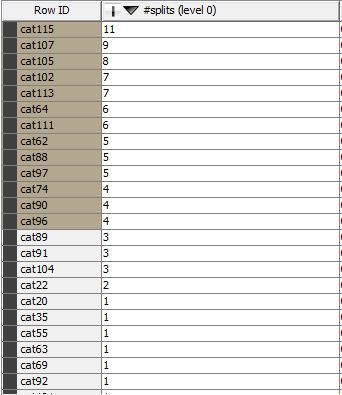 Row ID #splits (level 0)
cat115 11
cat107 9
cat105 8
cat102 7
cat113 7
cat64 6
cat111 6
cat62 5
cat88 5
cat97 5
cat74 4
cat90 4
cat96 4
cat89 3
cat91 3
cat104 3
cat22 2
cat20 1
cat35 1
cat55 1
cat63 1
cat69 1
cat92 1